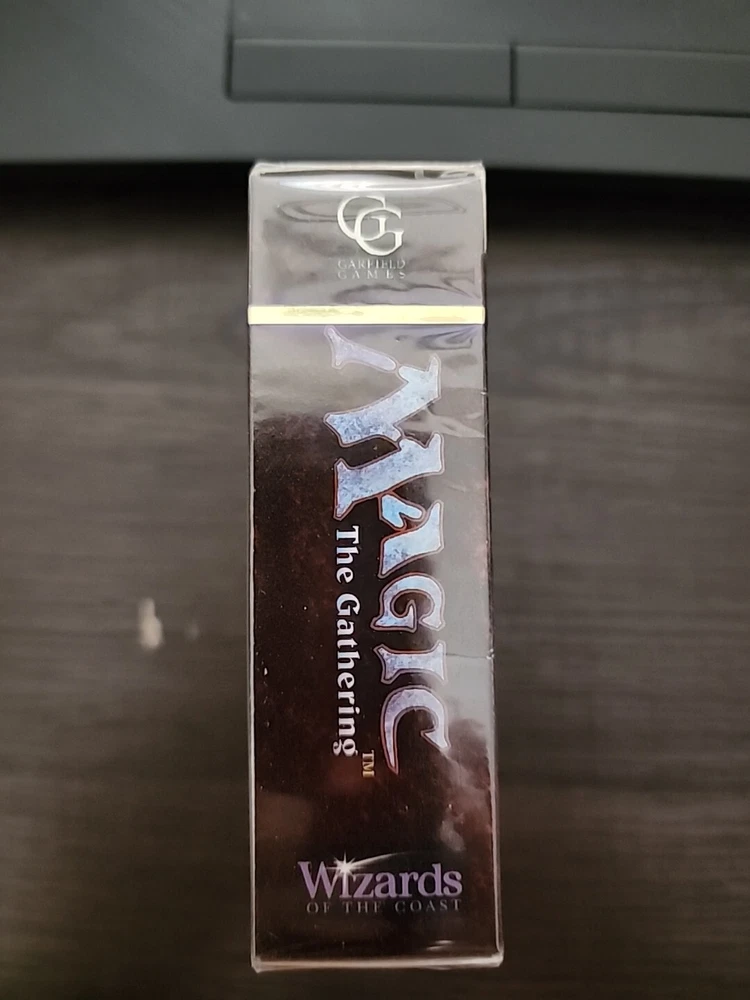 GG
GARFIELD
GAMES
MAGIC
The Gathering™
Wizards
OF THE COAST